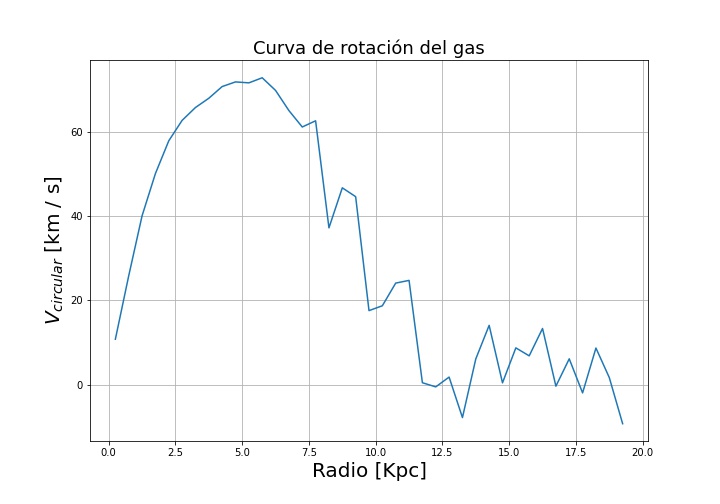 Curva de rotación del gas
60
40
20
0
V_circular [km / s]
0.0 2.5 5.0 7.5 10.0 12.5 15.0 17.5 20.0
Radio [Kpc]